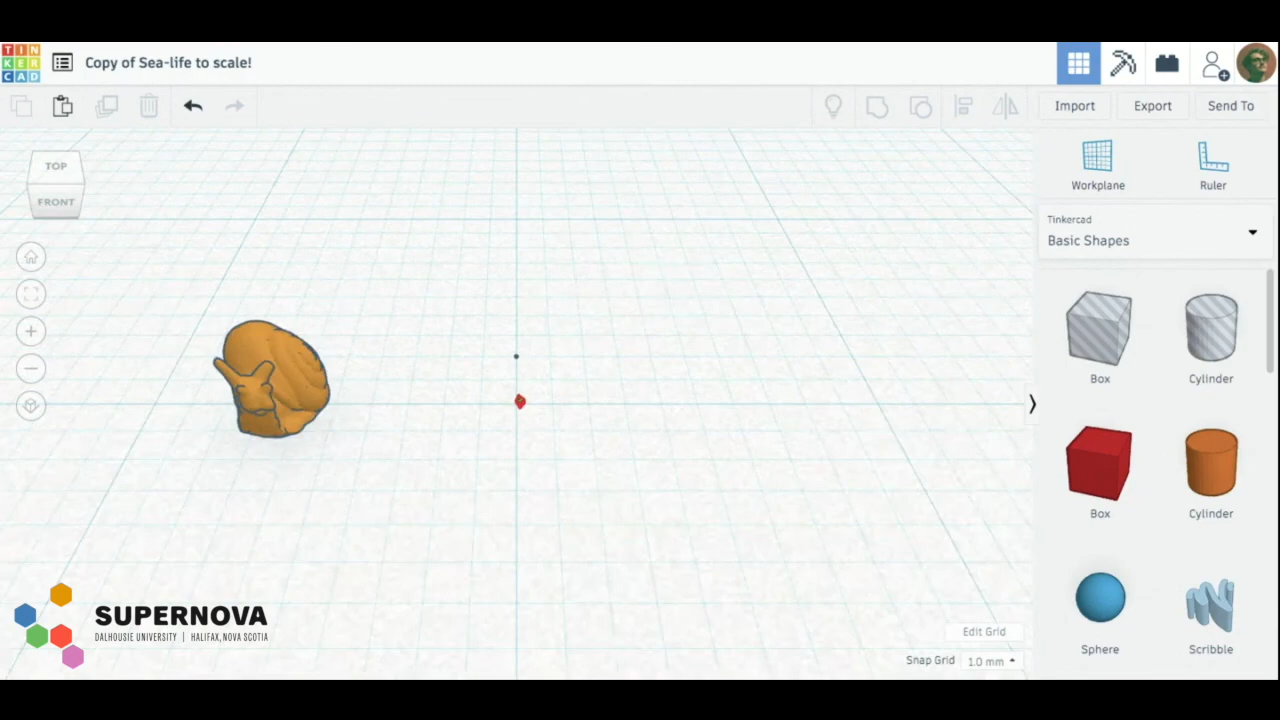 TIN
KER
CAD
Copy of Sea-life to scale!
Import
Export
Send To
TOP
FRONT
Workplane
Ruler
Tinkercad
Basic Shapes
Box
Cylinder
Box
Cylinder
Sphere
Scribble
SUPERNOVA
DALHOUSIE UNIVERSITY | HALIFAX, NOVA SCOTIA
Edit Grid
Snap Grid 1.0 mm